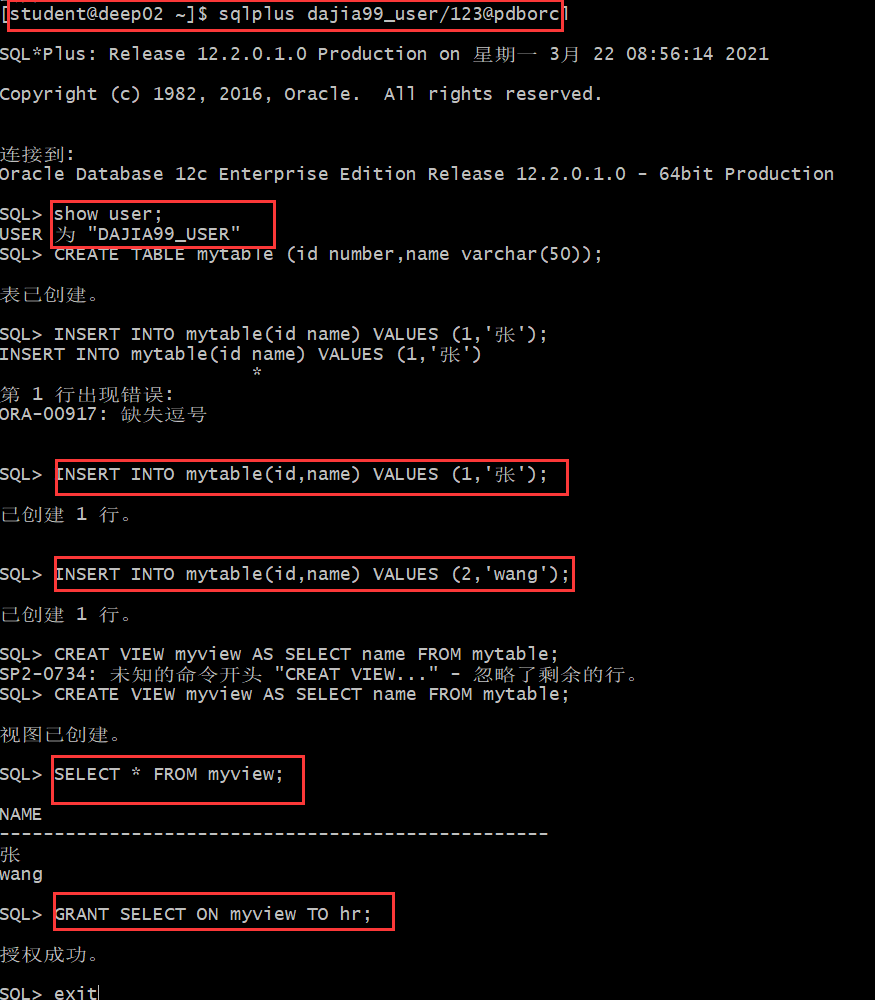 [student@deep02 ~]$ sqlplus dajia99_user/123@pdborcl
SQL*Plus: Release 12.2.0.1.0 Production on 星期一 3月 22 08:56:14 2021
Copyright (c) 1982, 2016, Oracle.  All rights reserved.
连接到:
Oracle Database 12c Enterprise Edition Release 12.2.0.1.0 - 64bit Production
SQL> show user;
USER 为 "DAJIA99_USER"
SQL> CREATE TABLE mytable (id number,name varchar(50));
表已创建。
SQL> INSERT INTO mytable(id name) VALUES (1,'张');
INSERT INTO mytable(id name) VALUES (1,'张')
*
第 1 行出现错误:
ORA-00917: 缺失逗号
SQL> INSERT INTO mytable(id,name) VALUES (1,'张');
已创建 1 行。
SQL> INSERT INTO mytable(id,name) VALUES (2,'wang');
已创建 1 行。
SQL> CREAT VIEW myview AS SELECT name FROM mytable;
SP2-0734: 未知的命令开头 "CREAT VIEW..." - 忽略了剩余的行。
SQL> CREATE VIEW myview AS SELECT name FROM mytable;
视图已创建。
SQL> SELECT * FROM myview;
NAME
--------------------------------------------------
张
wang
SQL> GRANT SELECT ON myview TO hr;
授权成功。
SQL> exit